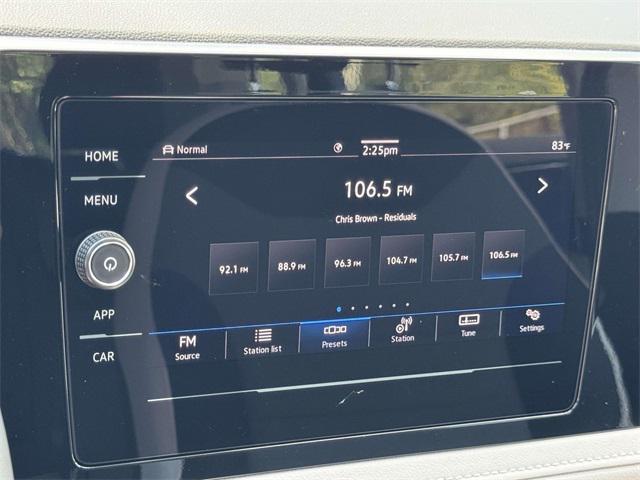 HOME
MENU
APP
CAR
Normal
2:25pm
83°F
106.5 FM
Chris Brown - Residuals
92.1 FM
88.9 FM
96.3 FM
104.7 FM
105.7 FM
106.5 FM
FM
Source
Station list
Presets
Station
Tune
Settings